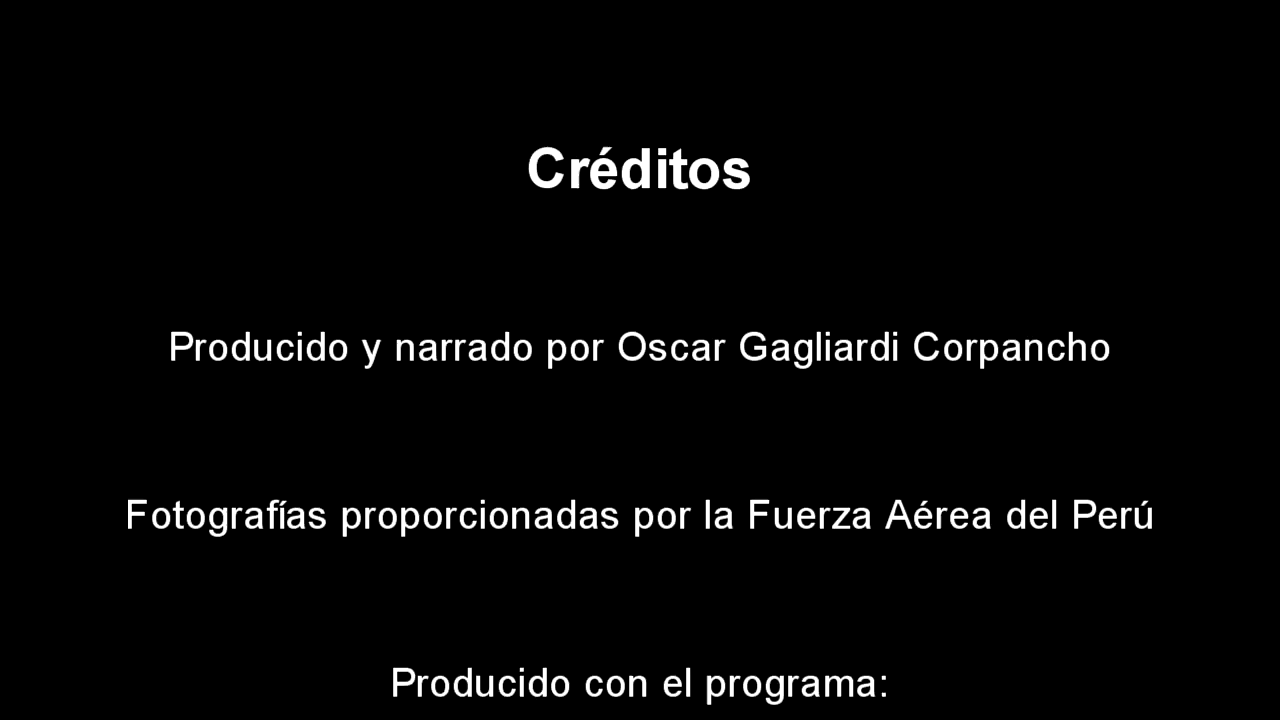 Créditos
Producido y narrado por Oscar Gagliardi Corpancho
Fotografías proporcionadas por la Fuerza Aérea del Perú
Producido con el programa: